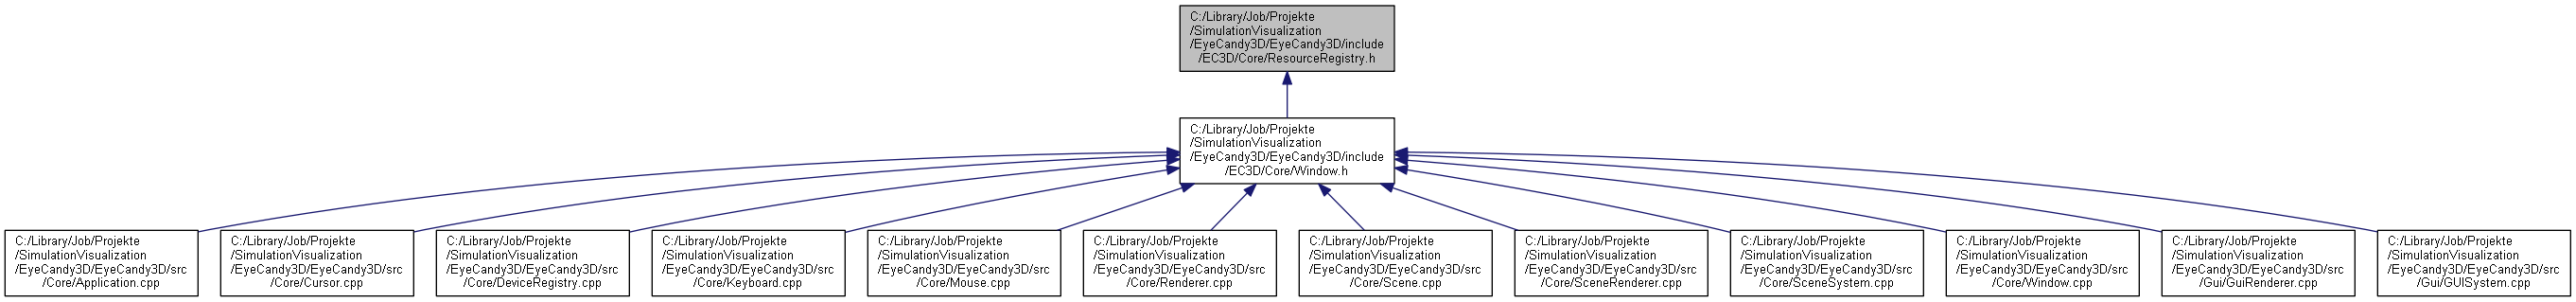 C:/Library/Job/Projekte
/SimulationVisualization
/EyeCandy3D/EyeCandy3D/include
/EC3D/Core/ResourceRegistry.h
C:/Library/Job/Projekte
/SimulationVisualization
/EyeCandy3D/EyeCandy3D/include
/EC3D/Core/Window.h
C:/Library/Job/Projekte
/SimulationVisualization
/EyeCandy3D/EyeCandy3D/src
/Core/Application.cpp
C:/Library/Job/Projekte
/SimulationVisualization
/EyeCandy3D/EyeCandy3D/src
/Core/Cursor.cpp
C:/Library/Job/Projekte
/SimulationVisualization
/EyeCandy3D/EyeCandy3D/src
/Core/DeviceRegistry.cpp
C:/Library/Job/Projekte
/SimulationVisualization
/EyeCandy3D/EyeCandy3D/src
/Core/Keyboard.cpp
C:/Library/Job/Projekte
/SimulationVisualization
/EyeCandy3D/EyeCandy3D/src
/Core/Mouse.cpp
C:/Library/Job/Projekte
/SimulationVisualization
/EyeCandy3D/EyeCandy3D/src
/Core/Renderer.cpp
C:/Library/Job/Projekte
/SimulationVisualization
/EyeCandy3D/EyeCandy3D/src
/Core/Scene.cpp
C:/Library/Job/Projekte
/SimulationVisualization
/EyeCandy3D/EyeCandy3D/src
/Core/SceneRenderer.cpp
C:/Library/Job/Projekte
/SimulationVisualization
/EyeCandy3D/EyeCandy3D/src
/Core/SceneSystem.cpp
C:/Library/Job/Projekte
/SimulationVisualization
/EyeCandy3D/EyeCandy3D/src
/Core/Window.cpp
C:/Library/Job/Projekte
/SimulationVisualization
/EyeCandy3D/EyeCandy3D/src
/Gui/GuiRenderer.cpp
C:/Library/Job/Projekte
/SimulationVisualization
/EyeCandy3D/EyeCandy3D/src
/Gui/GUISystem.cpp